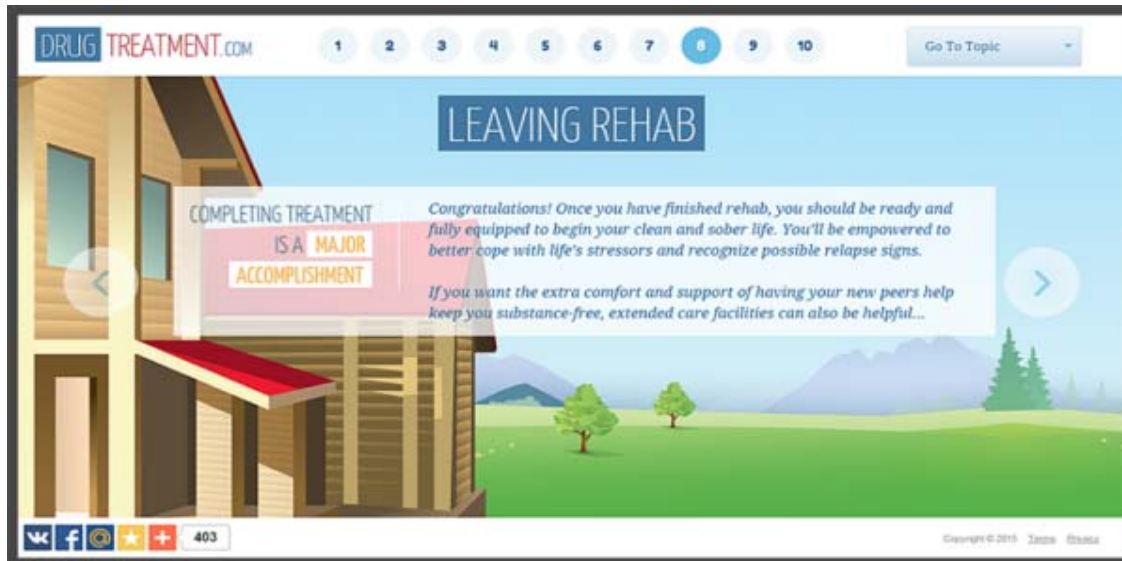 DRUG TREATMENT.COM
1 2 3 4 5 6 7 8 9 10
Go To Topic
LEAVING REHAB
COMPLETING TREATMENT
IS A MAJOR
ACCOMPLISHMENT
Congratulations! Once you have finished rehab, you should be ready and
fully equipped to begin your clean and sober life. You'll be empowered to
better cope with life's stressors and recognize possible relapse signs.
If you want the extra comfort and support of having your new peers help
keep you substance-free, extended care facilities can also be helpful...
403
Copyright © 2015 Terms Privacy